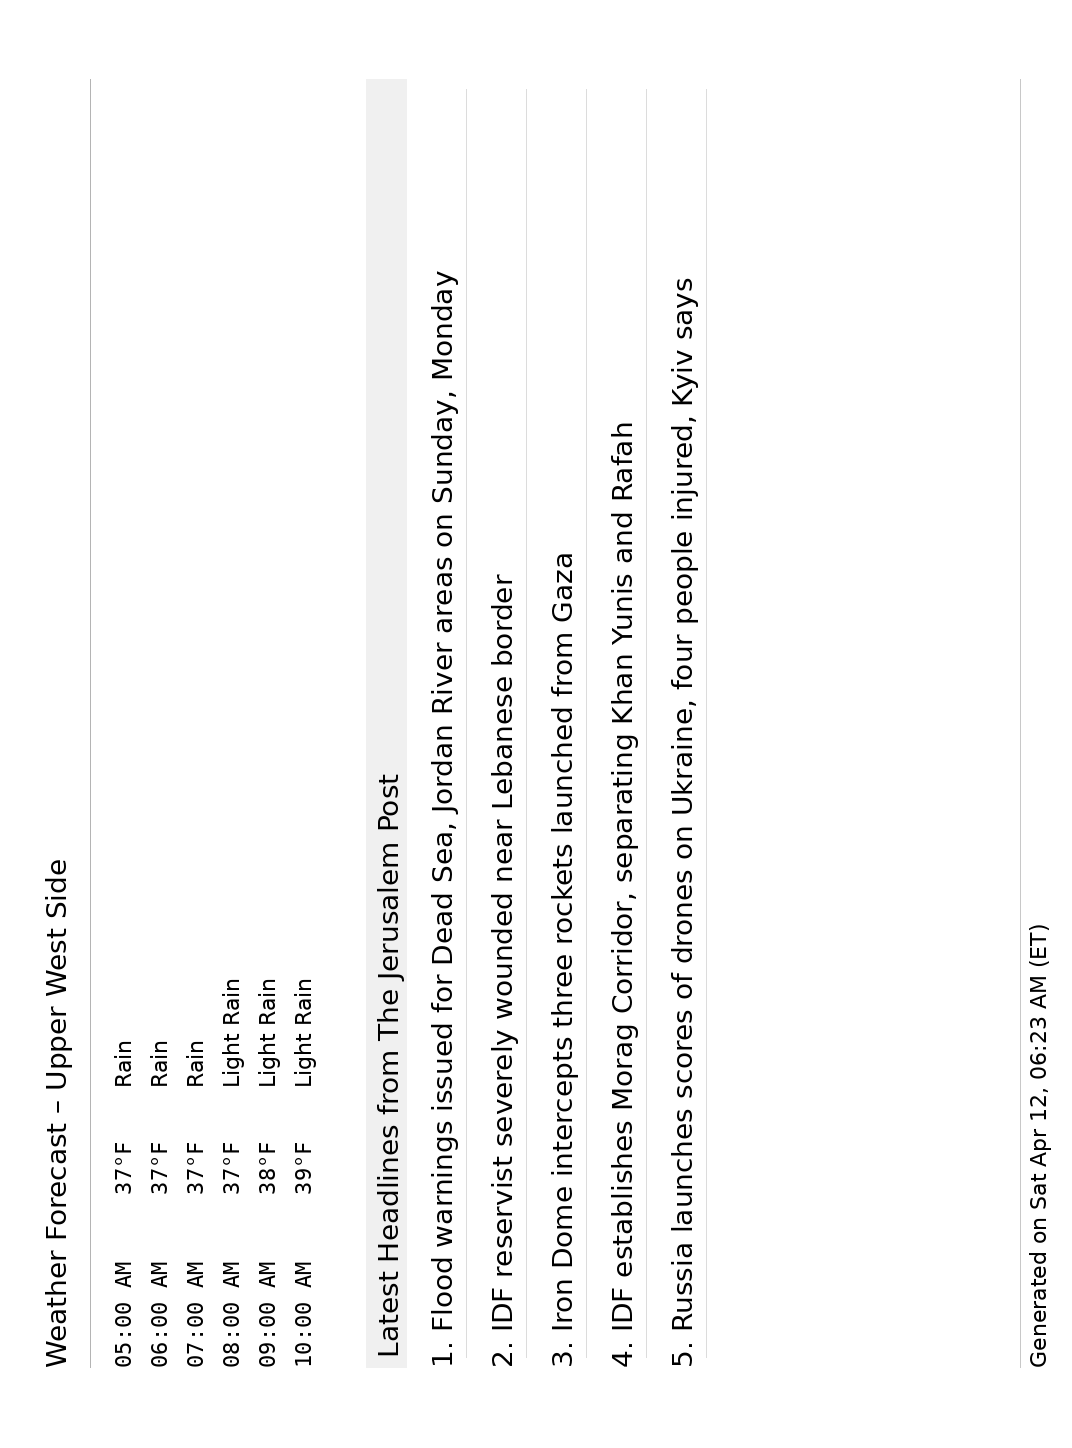 Weather Forecast – Upper West Side
05:00 AM 37°F Rain
06:00 AM 37°F Rain
07:00 AM 37°F Rain
08:00 AM 37°F Light Rain
09:00 AM 38°F Light Rain
10:00 AM 39°F Light Rain
Latest Headlines from The Jerusalem Post
1. Flood warnings issued for Dead Sea, Jordan River areas on Sunday, Monday
2. IDF reservist severely wounded near Lebanese border
3. Iron Dome intercepts three rockets launched from Gaza
4. IDF establishes Morag Corridor, separating Khan Yunis and Rafah
5. Russia launches scores of drones on Ukraine, four people injured, Kyiv says
Generated on Sat Apr 12, 06:23 AM (ET)